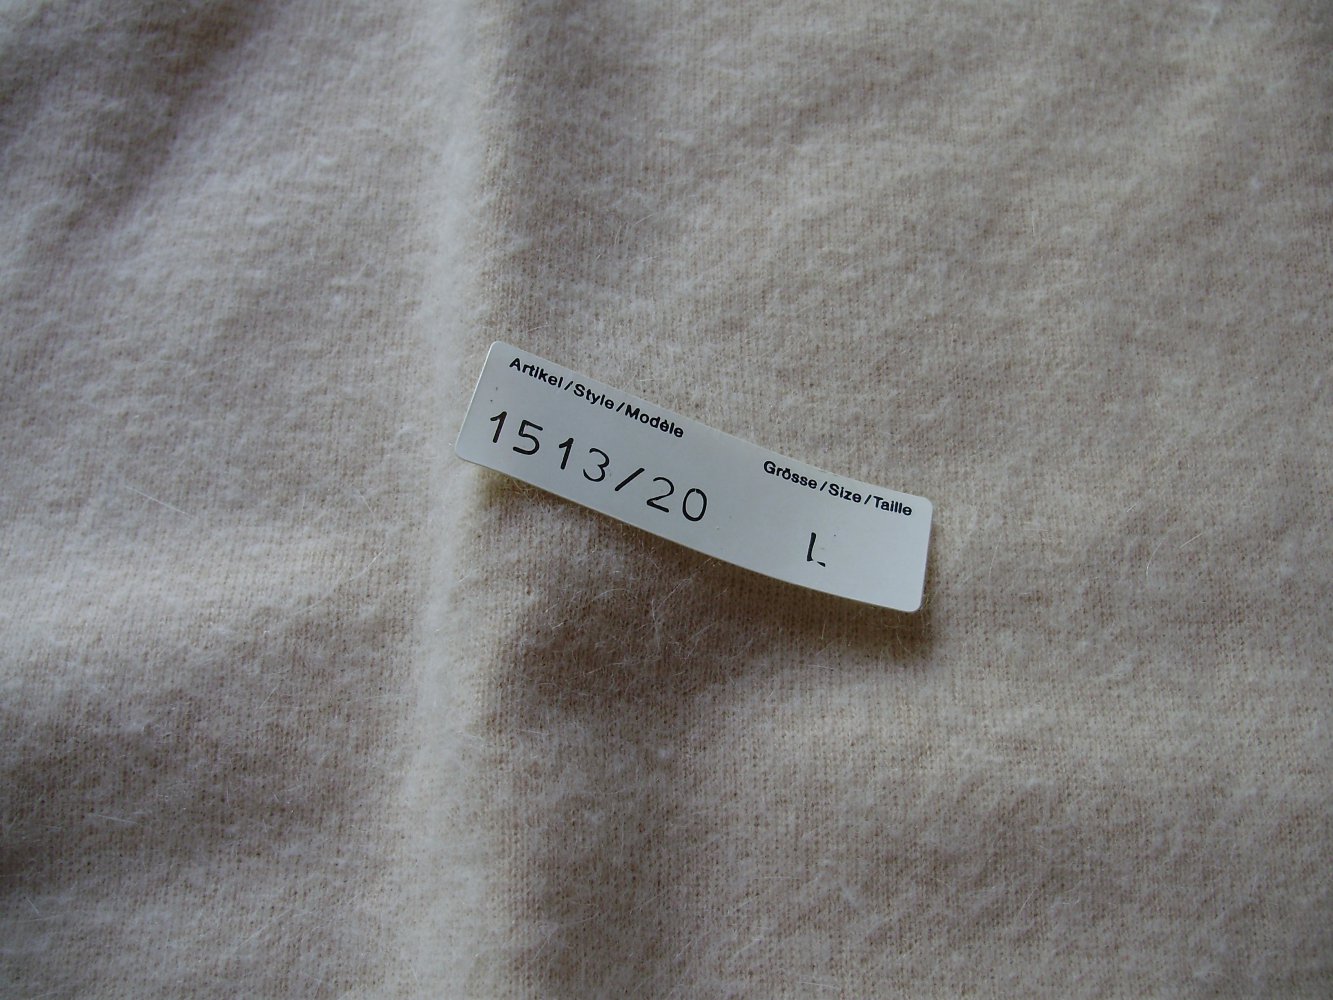 Artikel/Style/Modèle
1513/20
Grösse/Size/Taille
L